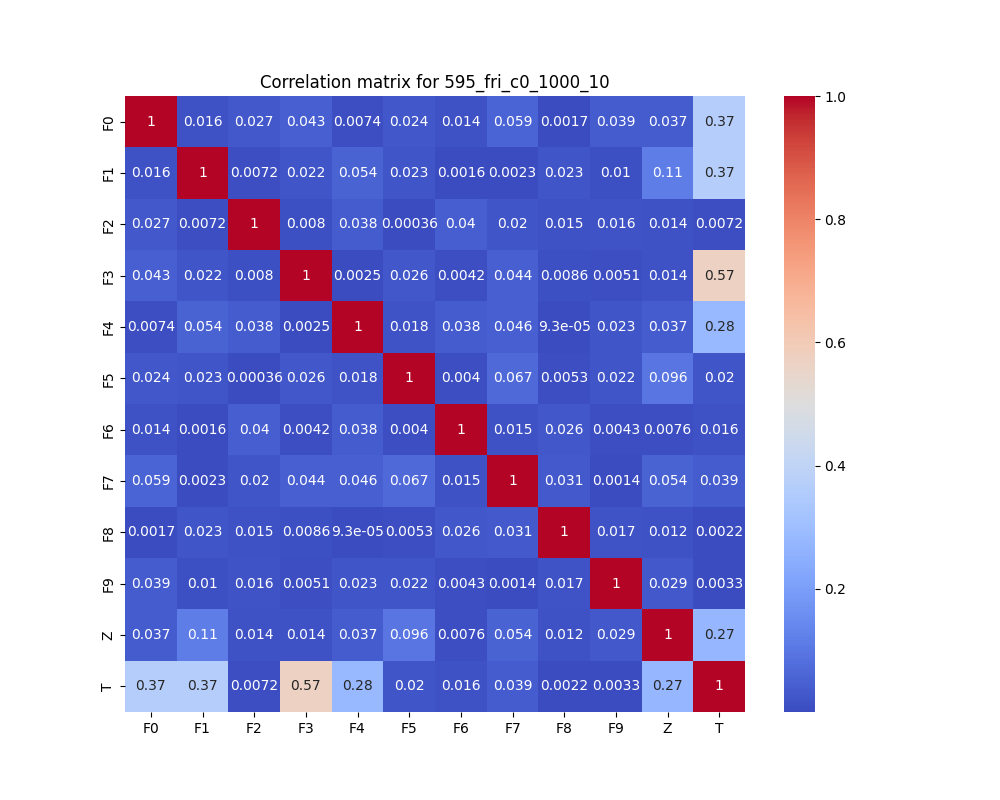 Correlation matrix for 595_fri_c0_1000_10
F0 1 0.016 0.027 0.043 0.0074 0.024 0.014 0.059 0.0017 0.039 0.037 0.37
F1 0.016 1 0.0072 0.022 0.054 0.023 0.0016 0.0023 0.023 0.01 0.11 0.37
F2 0.027 0.0072 1 0.008 0.038 0.00036 0.04 0.02 0.015 0.016 0.014 0.0072
F3 0.043 0.022 0.008 1 0.0025 0.026 0.0042 0.044 0.0086 0.0051 0.014 0.57
F4 0.0074 0.054 0.038 0.0025 1 0.018 0.038 0.046 9.3e-05 0.023 0.037 0.28
F5 0.024 0.023 0.00036 0.026 0.018 1 0.004 0.067 0.0053 0.022 0.096 0.02
F6 0.014 0.0016 0.04 0.0042 0.038 0.004 1 0.015 0.026 0.0043 0.0076 0.016
F7 0.059 0.0023 0.02 0.044 0.046 0.067 0.015 1 0.031 0.0014 0.054 0.039
F8 0.0017 0.023 0.015 0.0086 9.3e-05 0.0053 0.026 0.031 1 0.017 0.012 0.0022
F9 0.039 0.01 0.016 0.0051 0.023 0.022 0.0043 0.0014 0.017 1 0.029 0.0033
Z 0.037 0.11 0.014 0.014 0.037 0.096 0.0076 0.054 0.012 0.029 1 0.27
T 0.37 0.37 0.0072 0.57 0.28 0.02 0.016 0.039 0.0022 0.0033 0.27 1
F0 F1 F2 F3 F4 F5 F6 F7 F8 F9 Z T
1.0
0.8
0.6
0.4
0.2